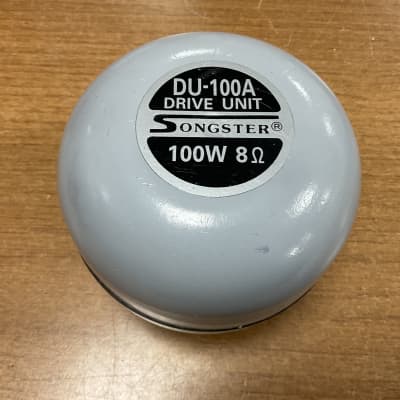 DU-100A
DRIVE UNIT
SONGSTER®
100W 8Ω